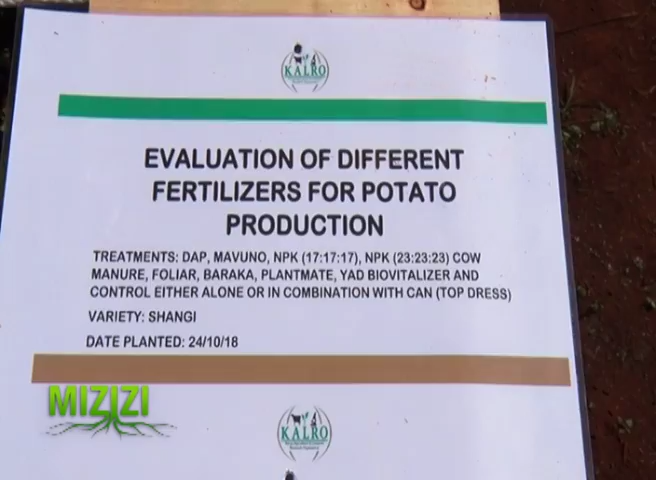 KALRO
EVALUATION OF DIFFERENT
FERTILIZERS FOR POTATO
PRODUCTION
TREATMENTS: DAP, MAVUNO, NPK (17:17:17), NPK (23:23:23) COW
MANURE, FOLIAR, BARAKA, PLANTMATE, YAD BIOVITALIZER AND
CONTROL EITHER ALONE OR IN COMBINATION WITH CAN (TOP DRESS)
VARIETY: SHANGI
DATE PLANTED: 24/10/18
MIZIZI
KALRO